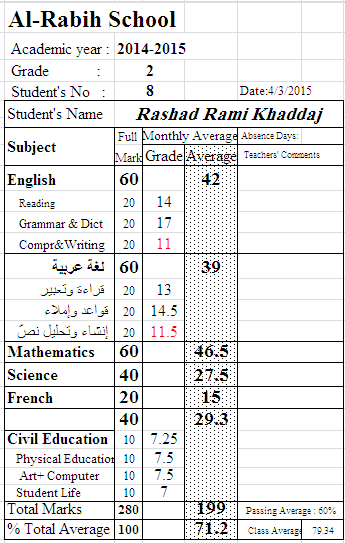 Al-Rabih School
Academic year : 2014-2015
Grade : 2
Student's No : 8 Date:4/3/2015
Student's Name Rashad Rami Khaddaj
Subject Full Mark Monthly Average Absence Days:
Grade Average Teachers' Comments
English 60 42
Reading 20 14
Grammar & Dict 20 17
Compr&Writing 20 11
لغة عربية 60 39
قراءة وتعبير 20 13
قواعد وإملاء 20 14.5
إنشاء وتحليل نصّ 20 11.5
Mathematics 60 46.5
Science 40 27.5
French 20 15
40 29.3
Civil Education 10 7.25
Physical Education 10 7.5
Art+ Computer 10 7.5
Student Life 10 7
Total Marks 280 199 Passing Average : 60%
% Total Average 100 71.2 Class Average 79.34